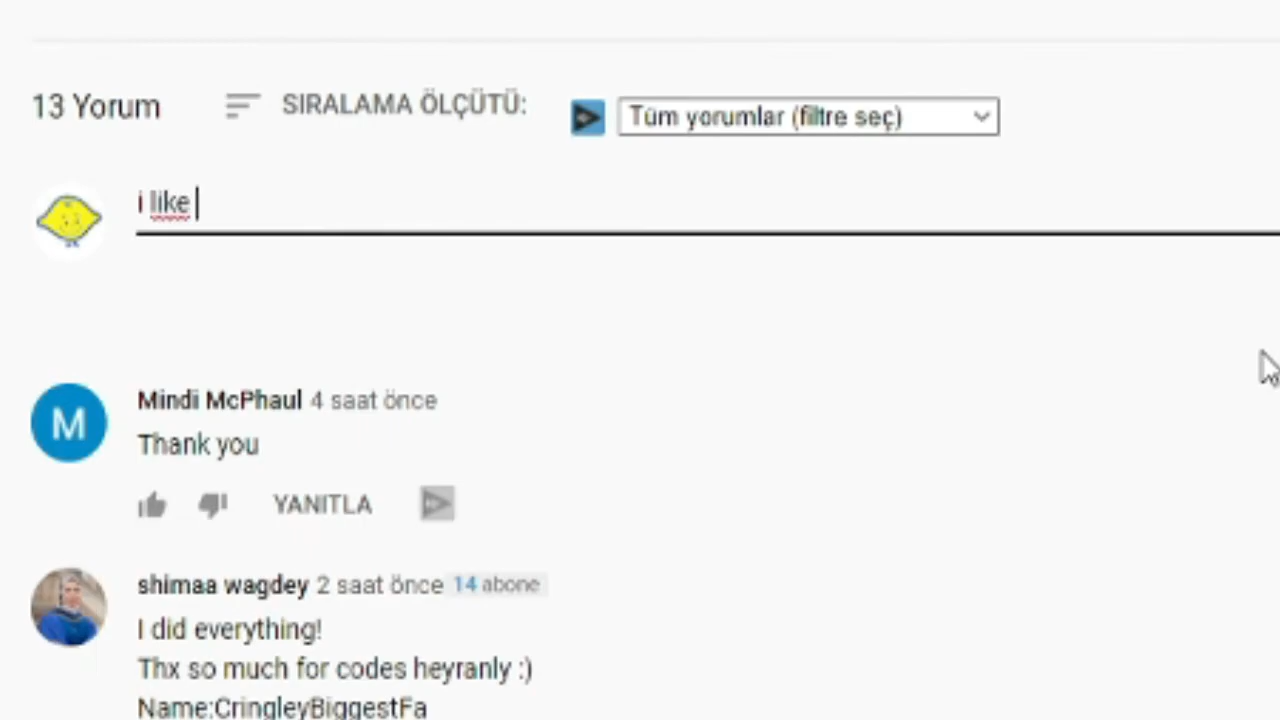 13 Yorum SIRALAMA ÖLÇÜTÜ: Tüm yorumlar (filtre seç)
i like
M
Mindi McPhaul 4 saat önce
Thank you
YANITLA
shimaa wagdey 2 saat önce 14 abone
I did everything!
Thx so much for codes heyranly :)
Name:CringleyBiggestFa